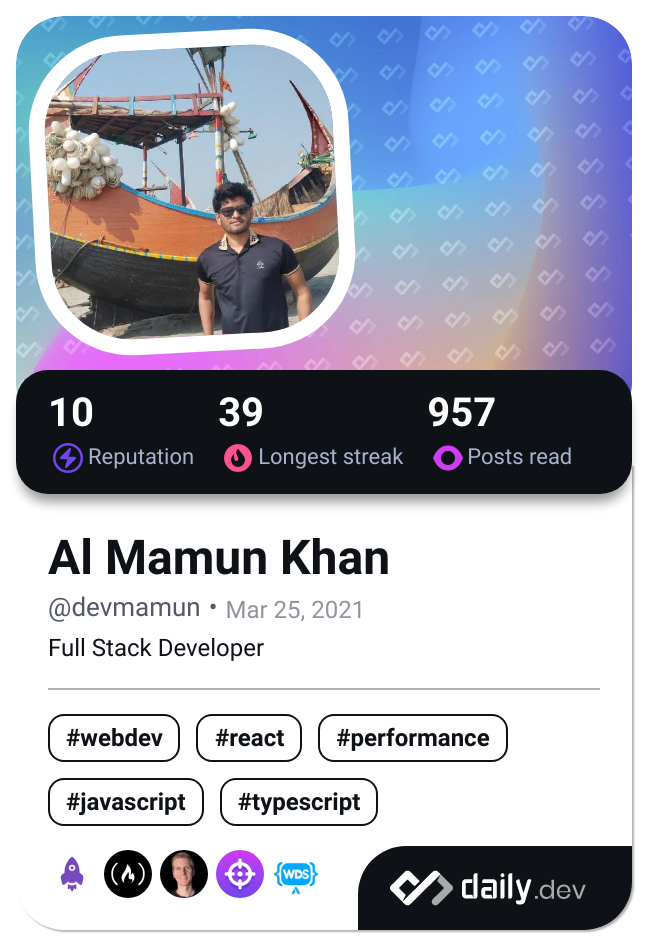 10 39 957
Reputation Longest streak Posts read
Al Mamun Khan
@devmamun • Mar 25, 2021
Full Stack Developer
#webdev #react #performance
#javascript #typescript
WDS
daily.dev